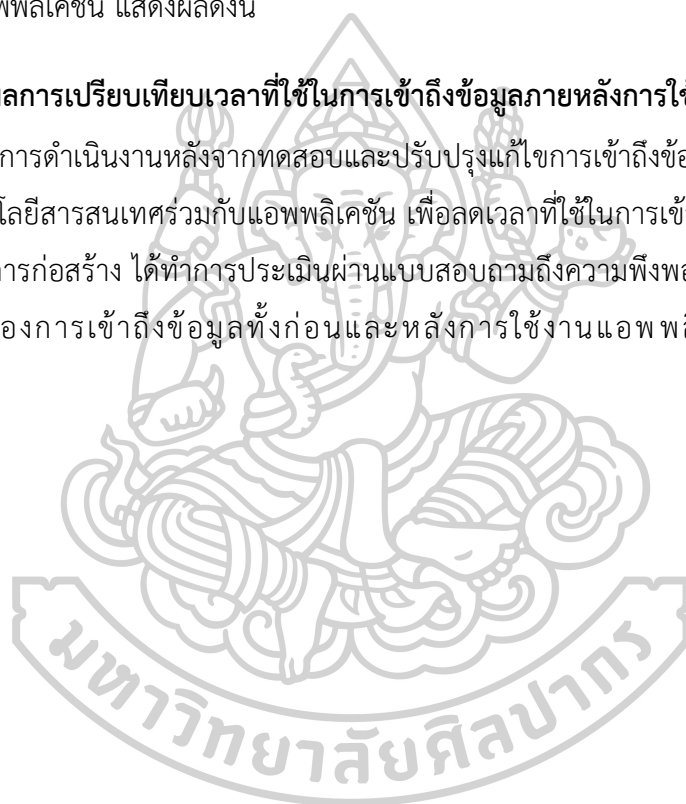 พพลิเคชัน แสดงผลดังนี้
ลการเปรียบเทียบเวลาที่ใช้ในการเข้าถึงข้อมูลภายหลังการใช้
การดำเนินงานหลังจากทดสอบและปรับปรุงแก้ไขการเข้าถึงข้อ
โลยีสารสนเทศร่วมกับแอพพลิเคชัน เพื่อลดเวลาที่ใช้ในการเข้
การก่อสร้าง ได้ทำการประเมินผ่านแบบสอบถามถึงความพึงพอ
องการเข้าถึงข้อมูลทั้งก่อนและหลังการใช้งานแอพพลิ
มหาวิทยาลัยศิลปากร